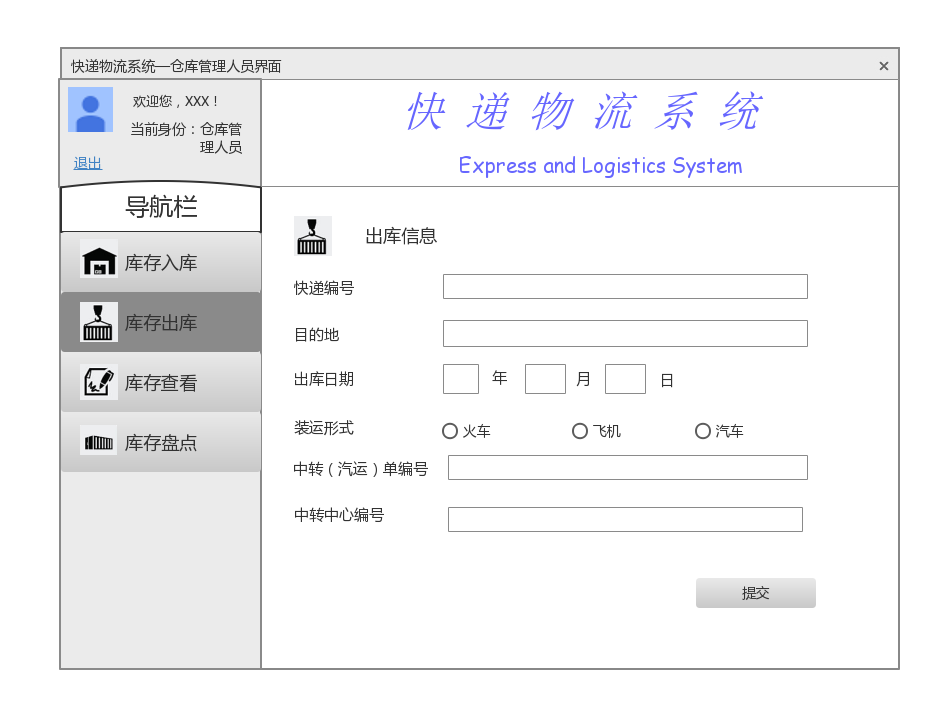 快递物流系统—仓库管理人员界面
欢迎您，XXX！
当前身份：仓库管
理人员
退出
快递物流系统
Express and Logistics System
导航栏
库存入库
库存出库
库存查看
库存盘点
出库信息
快递编号
目的地
出库日期 年 月 日
装运形式 火车 飞机 汽车
中转（汽运）单编号
中转中心编号
提交